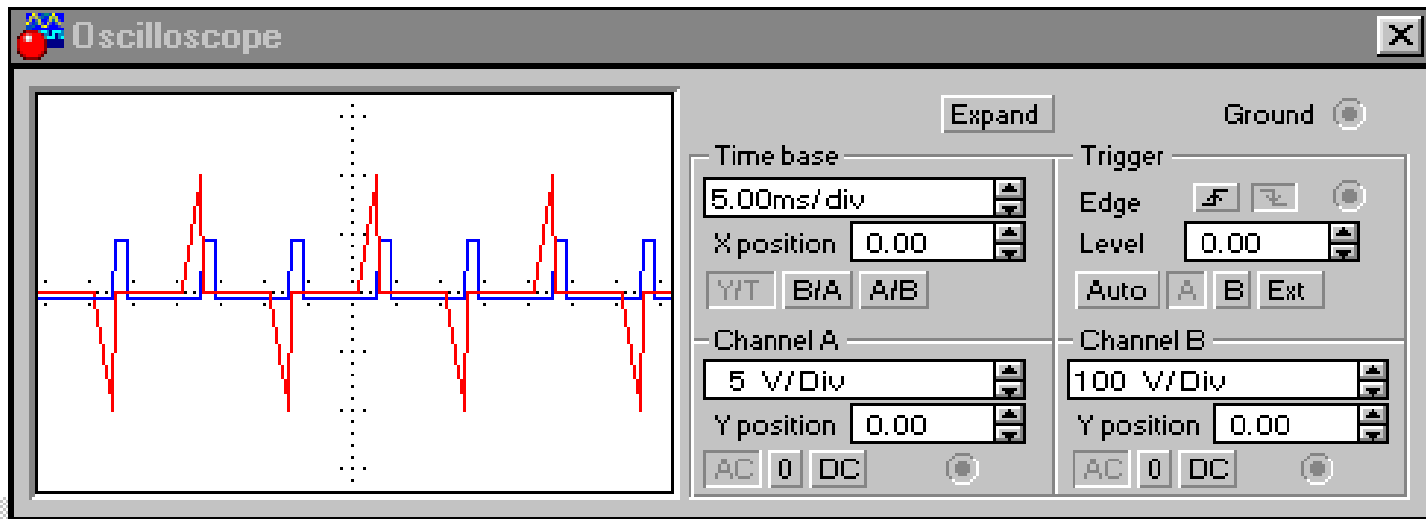 Oscilloscope
Expand
Ground
Time base
5.00ms/div
X position 0.00
Y/T B/A A/B
Trigger
Edge
Level 0.00
Auto A B Ext
Channel A
5 V/Div
Y position 0.00
AC 0 DC
Channel B
100 V/Div
Y position 0.00
AC 0 DC